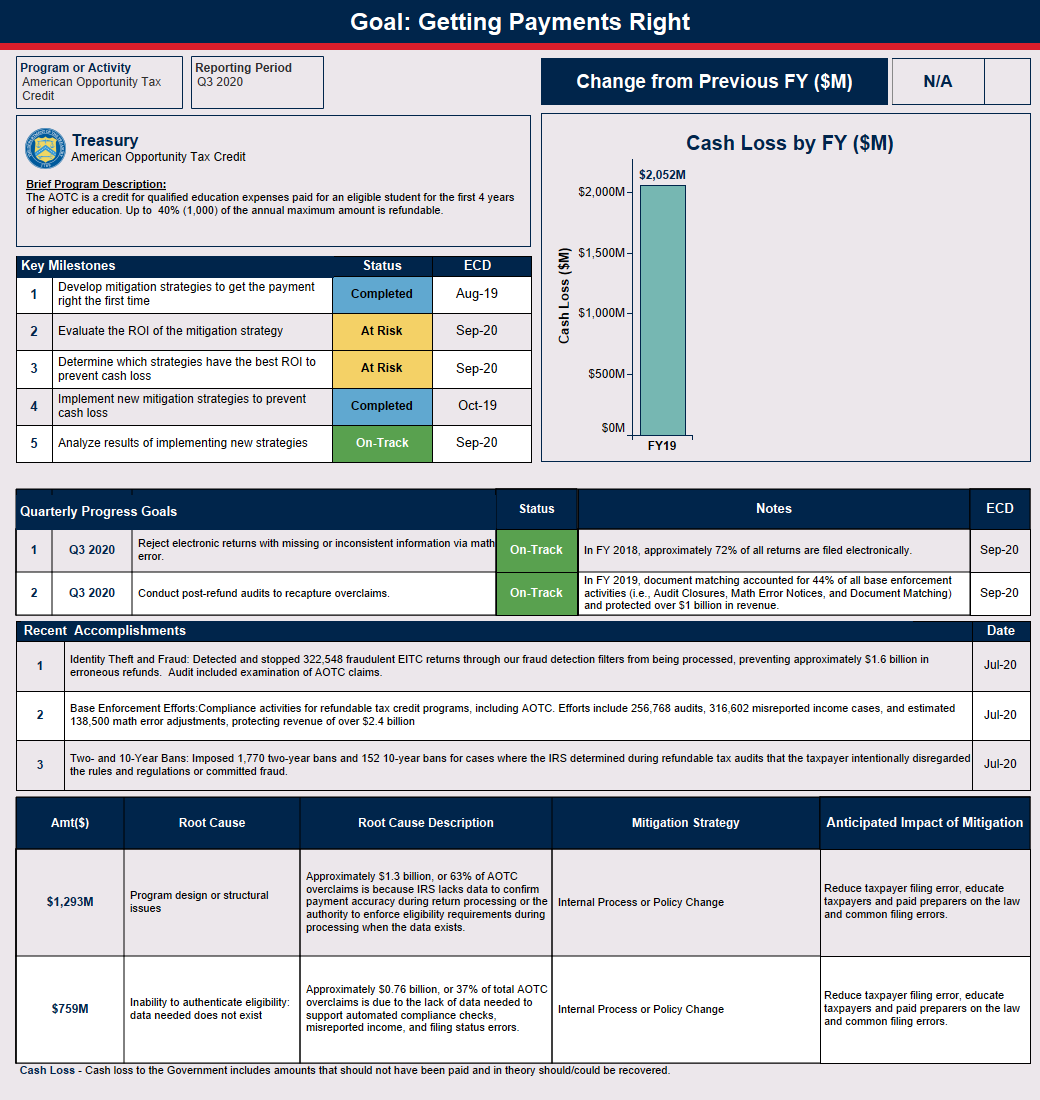 Goal: Getting Payments Right
Program or Activity
American Opportunity Tax
Credit
Reporting Period
Q3 2020
Change from Previous FY ($M)
N/A
Treasury
American Opportunity Tax Credit
Brief Program Description:
The AOTC is a credit for qualified education expenses paid for an eligible student for the first 4 years
of higher education. Up to  40% (1,000) of the annual maximum amount is refundable.
Cash Loss by FY ($M)
$2,052M
$2,000M
$1,500M
$1,000M
$500M
$0M
Cash Loss ($M)
FY19
Key Milestones
Status
ECD
1
Develop mitigation strategies to get the payment
right the first time
Completed
Aug-19
2
Evaluate the ROI of the mitigation strategy
At Risk
Sep-20
3
Determine which strategies have the best ROI to
prevent cash loss
At Risk
Sep-20
4
Implement new mitigation strategies to prevent
cash loss
Completed
Oct-19
5
Analyze results of implementing new strategies
On-Track
Sep-20
Quarterly Progress Goals
Status
Notes
ECD
1
Q3 2020
Reject electronic returns with missing or inconsistent information via math
error.
On-Track
In FY 2018, approximately 72% of all returns are filed electronically.
Sep-20
2
Q3 2020
Conduct post-refund audits to recapture overclaims.
On-Track
In FY 2019, document matching accounted for 44% of all base enforcement
activities (i.e., Audit Closures, Math Error Notices, and Document Matching)
and protected over $1 billion in revenue.
Sep-20
Recent  Accomplishments
Date
1
Identity Theft and Fraud: Detected and stopped 322,548 fraudulent EITC returns through our fraud detection filters from being processed, preventing approximately $1.6 billion in
erroneous refunds.  Audit included examination of AOTC claims.
Jul-20
2
Base Enforcement Efforts:Compliance activities for refundable tax credit programs, including AOTC. Efforts include 256,768 audits, 316,602 misreported income cases, and estimated
138,500 math error adjustments, protecting revenue of over $2.4 billion
Jul-20
3
Two- and 10-Year Bans: Imposed 1,770 two-year bans and 152 10-year bans for cases where the IRS determined during refundable tax audits that the taxpayer intentionally disregarded
the rules and regulations or committed fraud.
Jul-20
Amt($)
Root Cause
Root Cause Description
Mitigation Strategy
Anticipated Impact of Mitigation
$1,293M
Program design or structural
issues
Approximately $1.3 billion, or 63% of AOTC
overclaims is because IRS lacks data to confirm
payment accuracy during return processing or the
authority to enforce eligibility requirements during
processing when the data exists.
Internal Process or Policy Change
Reduce taxpayer filing error, educate
taxpayers and paid preparers on the law
and common filing errors.
$759M
Inability to authenticate eligibility:
data needed does not exist
Approximately $0.76 billion, or 37% of total AOTC
overclaims is due to the lack of data needed to
support automated compliance checks,
misreported income, and filing status errors.
Internal Process or Policy Change
Reduce taxpayer filing error, educate
taxpayers and paid preparers on the law
and common filing errors.
Cash Loss - Cash loss to the Government includes amounts that should not have been paid and in theory should/could be recovered.